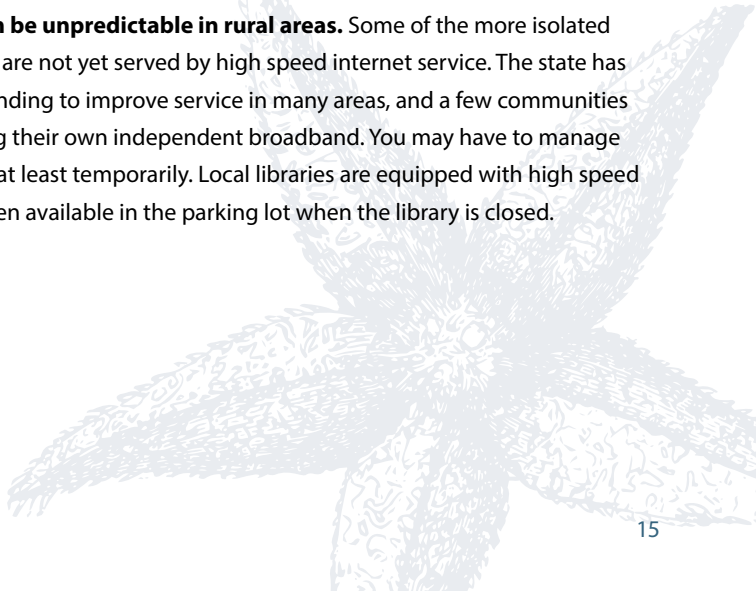 be unpredictable in rural areas. Some of the more isolated
are not yet served by high speed internet service. The state has
nding to improve service in many areas, and a few communities
g their own independent broadband. You may have to manage
at least temporarily. Local libraries are equipped with high speed
en available in the parking lot when the library is closed.
15